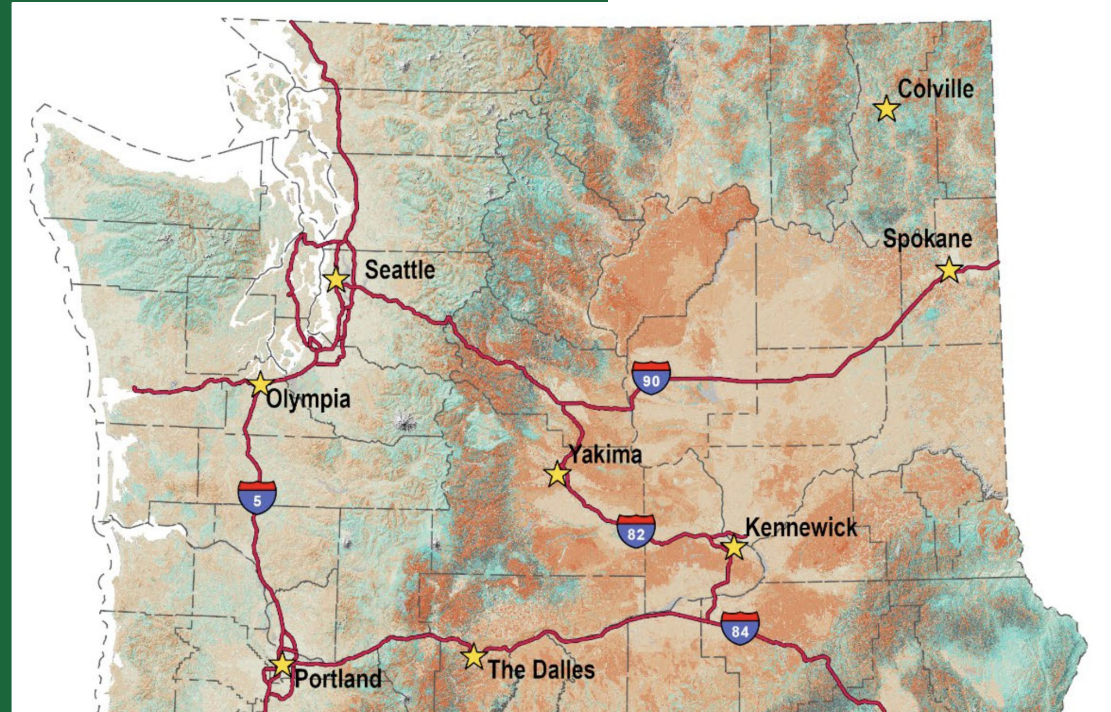 Colville
Spokane
Seattle
90
Olympia
Yakima
5
82
Kennewick
84
The Dalles
Portland